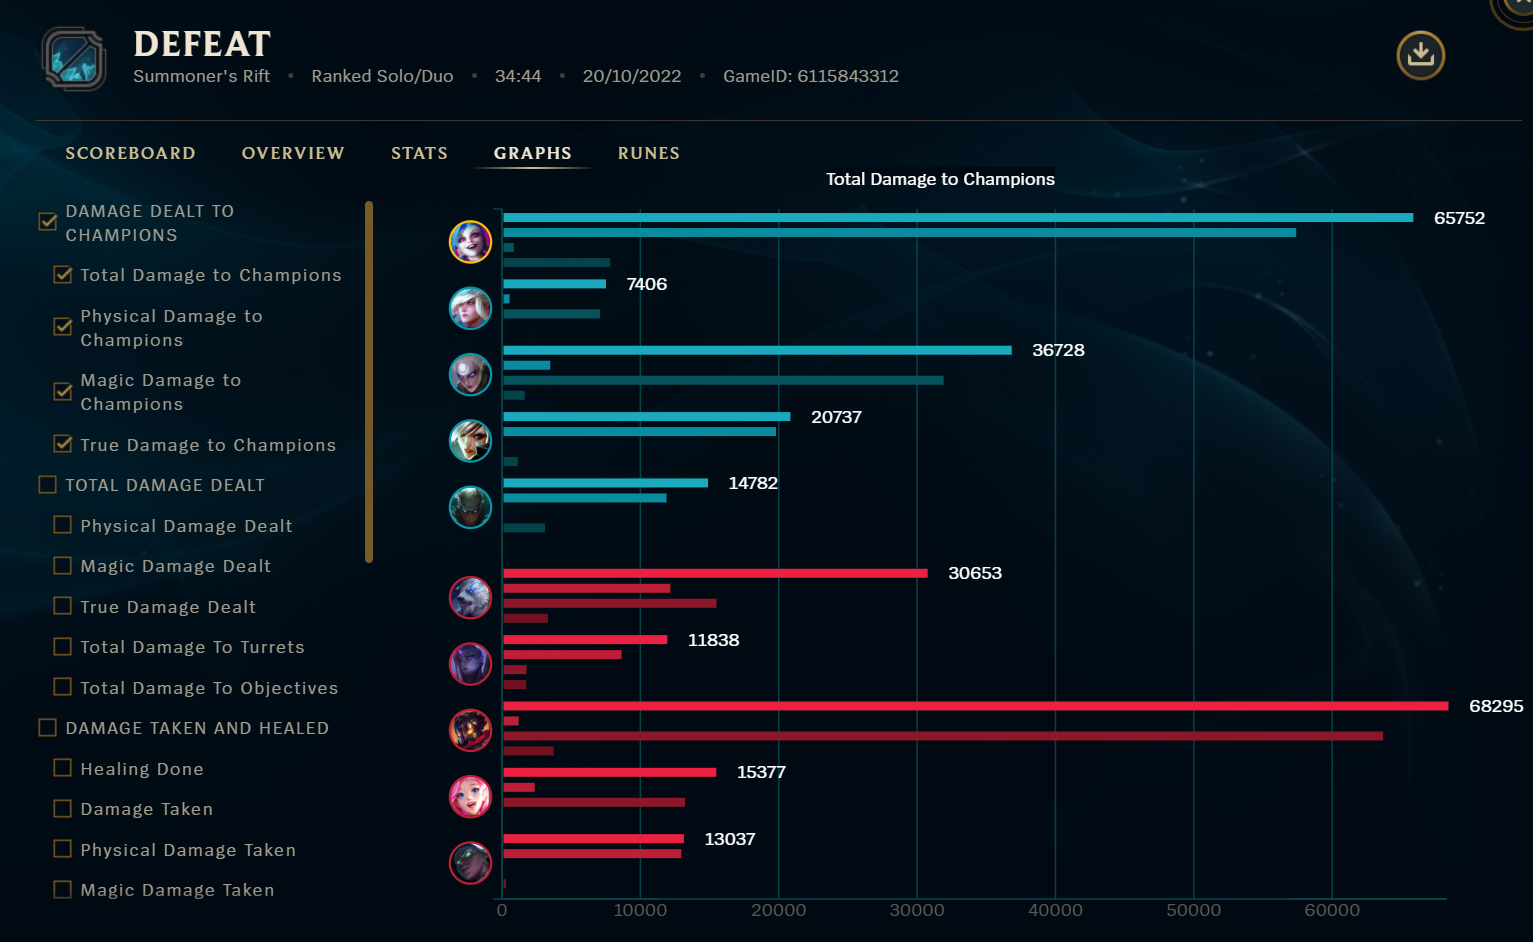 DEFEAT
Summoner's Rift • Ranked Solo/Duo • 34:44 • 20/10/2022 • GameID: 6115843312
SCOREBOARD OVERVIEW STATS GRAPHS RUNES
Total Damage to Champions
DAMAGE DEALT TO
CHAMPIONS
Total Damage to Champions
Physical Damage to
Champions
Magic Damage to
Champions
True Damage to Champions
TOTAL DAMAGE DEALT
Physical Damage Dealt
Magic Damage Dealt
True Damage Dealt
Total Damage To Turrets
Total Damage To Objectives
DAMAGE TAKEN AND HEALED
Healing Done
Damage Taken
Physical Damage Taken
Magic Damage Taken
65752
7406
36728
20737
14782
30653
11838
68295
15377
13037
0 10000 20000 30000 40000 50000 60000